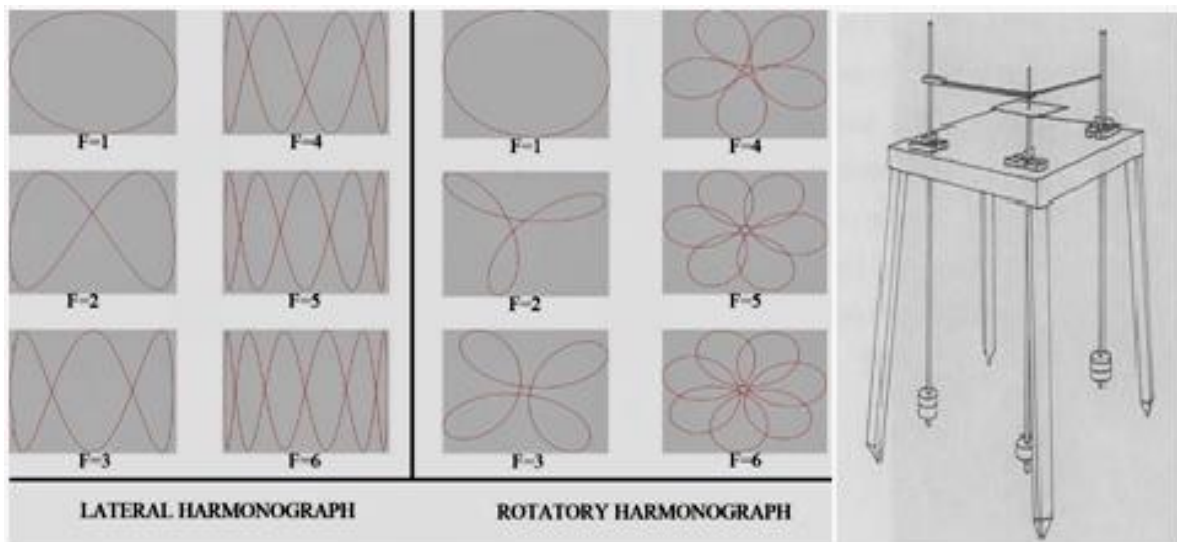 F=1
F=4
F=1
F=4
F=2
F=5
F=2
F=5
F=3
F=6
F=3
F=6
LATERAL HARMONOGRAPH
ROTATORY HARMONOGRAPH